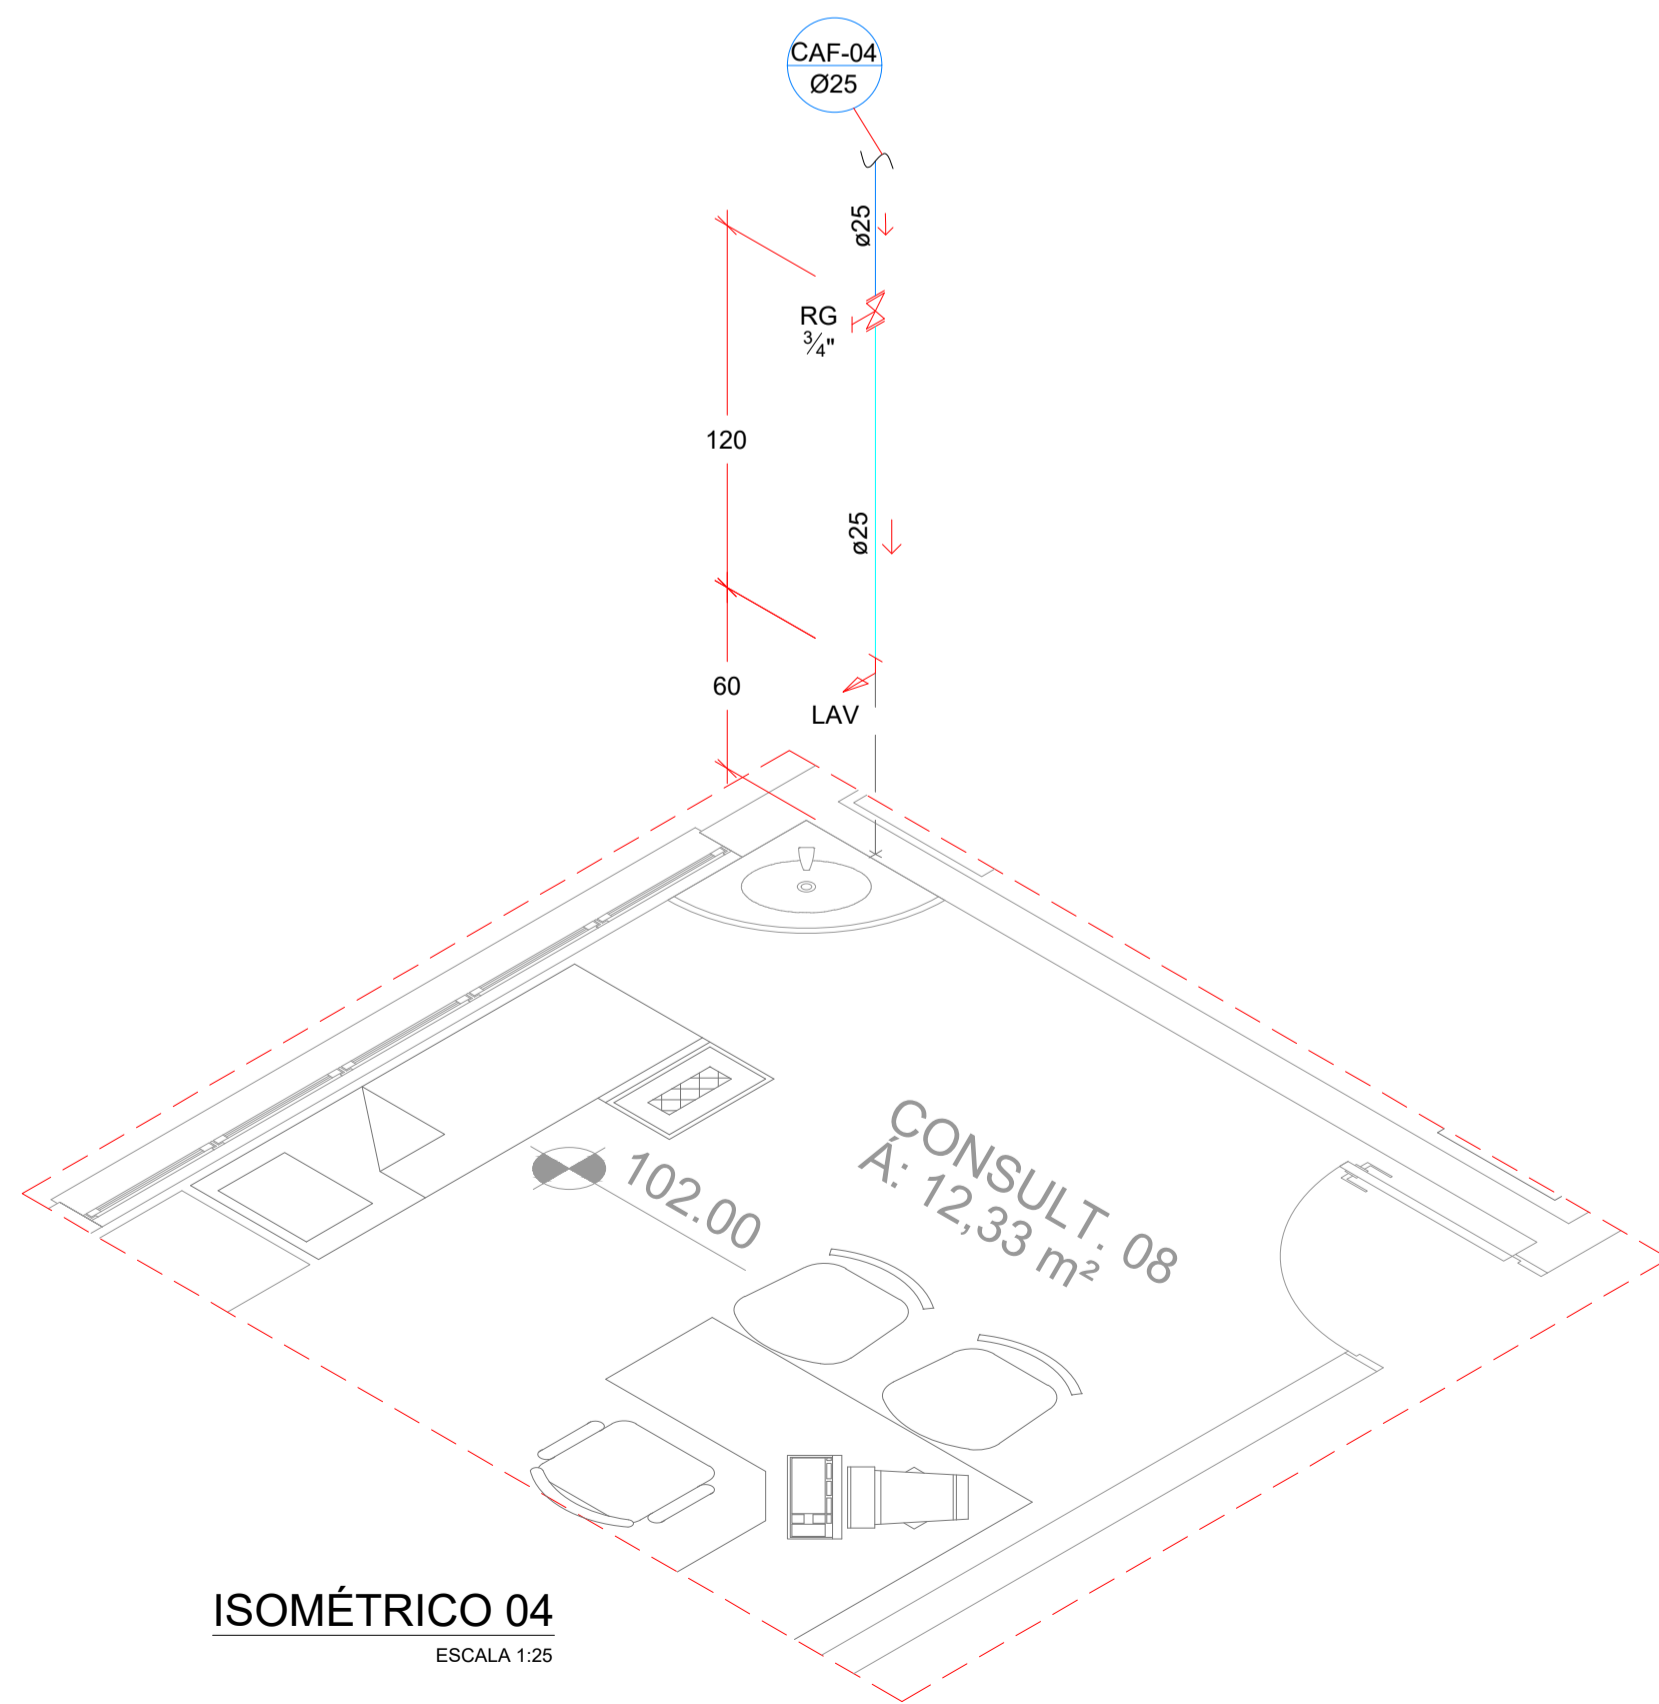 CAF-04
Ø25
ø25
RG
3/4"
120
ø25
60
LAV
CONSULT. 08
Á: 12,33 m²
102.00
ISOMÉTRICO 04
ESCALA 1:25